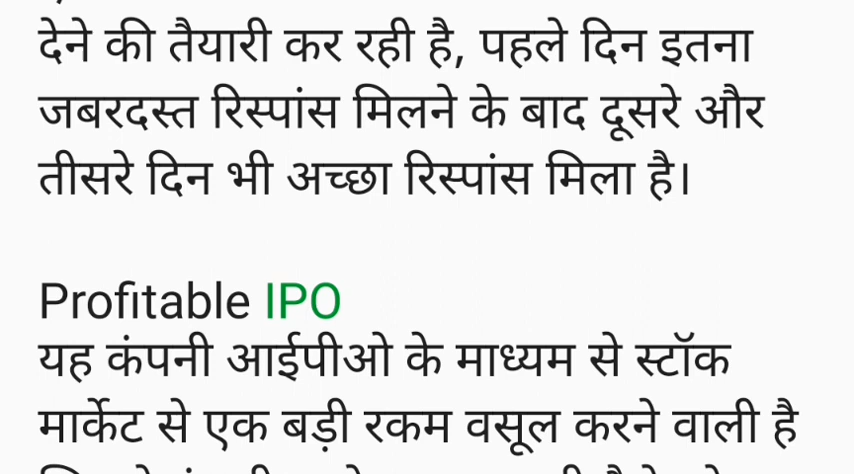 देने की तैयारी कर रही है, पहले दिन इतना
जबरदस्त रिस्पांस मिलने के बाद दूसरे और
तीसरे दिन भी अच्छा रिस्पांस मिला है।
Profitable IPO
यह कंपनी आईपीओ के माध्यम से स्टॉक
मार्केट से एक बड़ी रकम वसूल करने वाली है